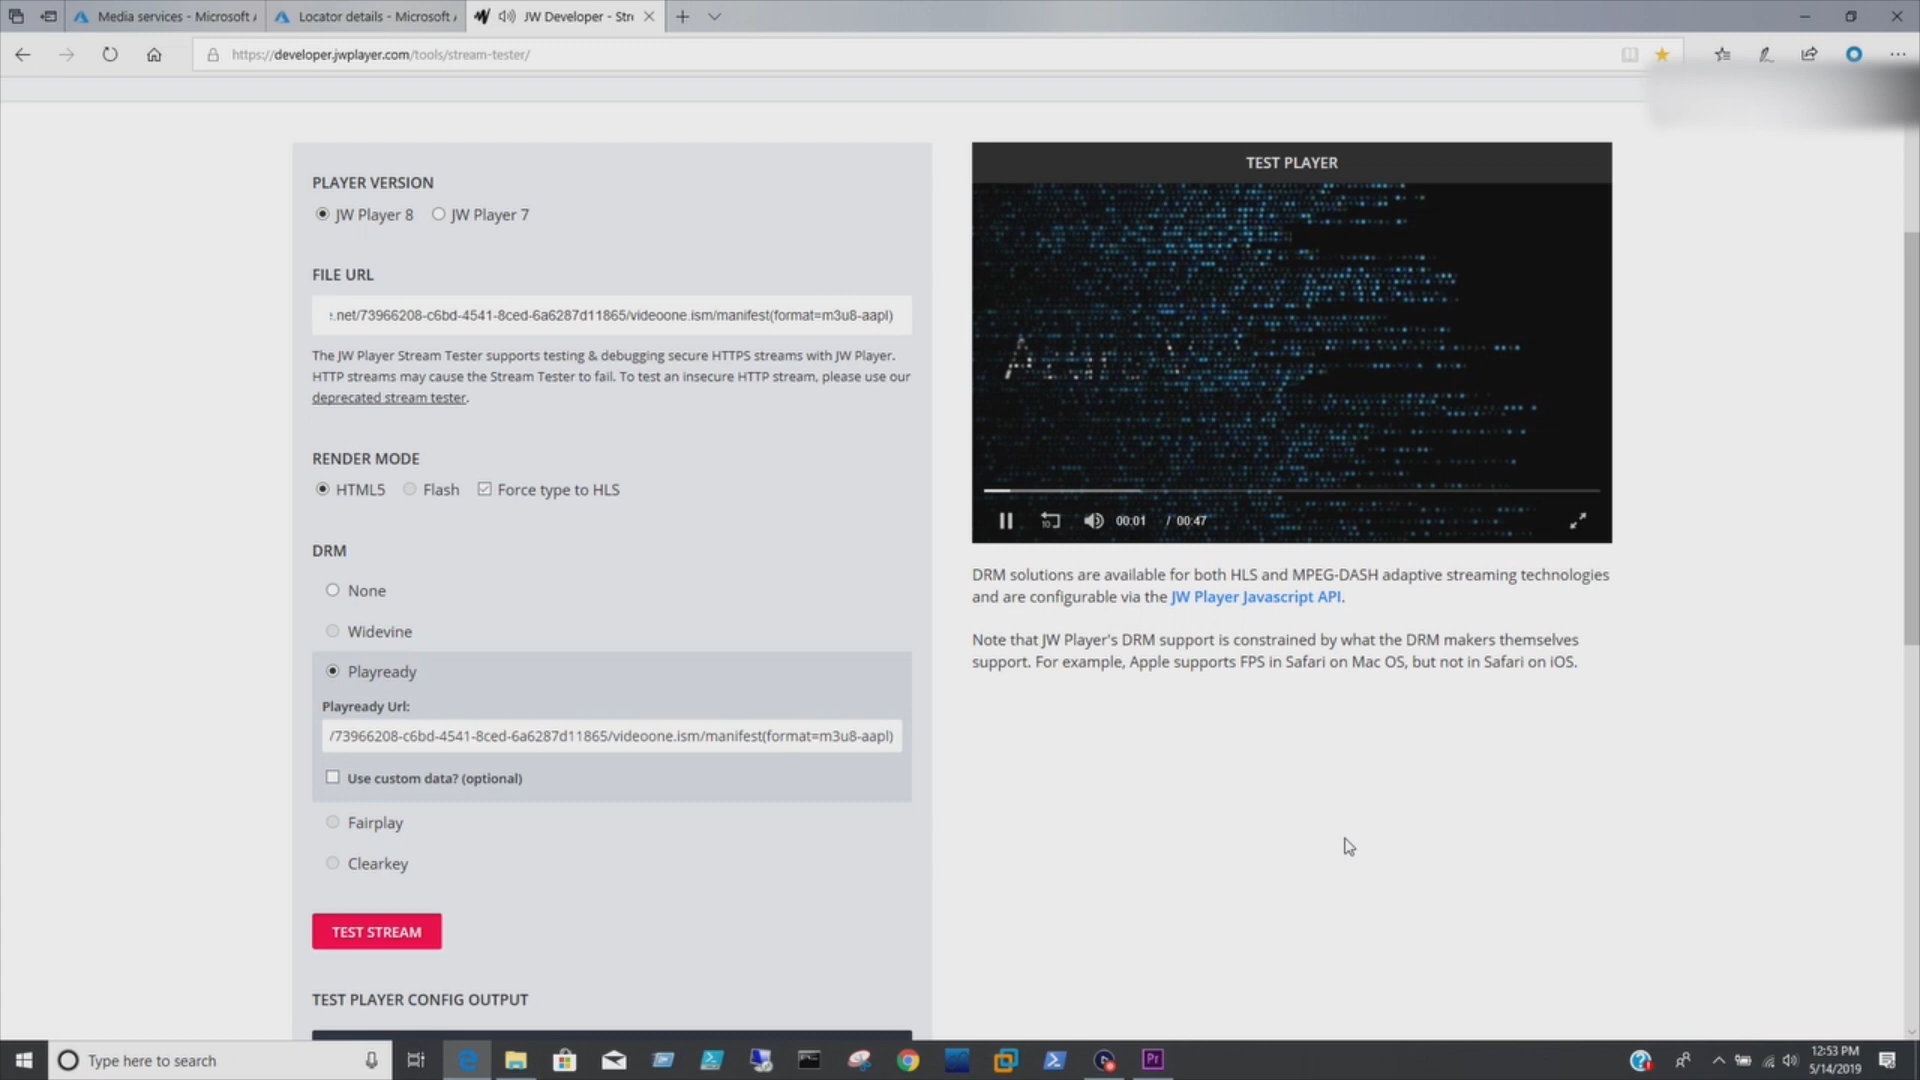 Media services - Microsoft
Locator details - Microsoft
JW Developer - Str
https://developer.jwplayer.com/tools/stream-tester/
PLAYER VERSION
JW Player 8
JW Player 7
FILE URL
.net/73966208-c6bd-4541-8ced-6a6287d11865/videoone.ism/manifest(format=m3u8-aapl)
The JW Player Stream Tester supports testing & debugging secure HTTPS streams with JW Player.
HTTP streams may cause the Stream Tester to fail. To test an insecure HTTP stream, please use our
deprecated stream tester.
RENDER MODE
HTML5
Flash
Force type to HLS
DRM
None
Widevine
Playready
Playready Url:
/73966208-c6bd-4541-8ced-6a6287d11865/videoone.ism/manifest(format=m3u8-aapl)
Use custom data? (optional)
Fairplay
Clearkey
TEST STREAM
TEST PLAYER CONFIG OUTPUT
TEST PLAYER
10
00:01 / 00:47
DRM solutions are available for both HLS and MPEG-DASH adaptive streaming technologies
and are configurable via the JW Player Javascript API.
Note that JW Player's DRM support is constrained by what the DRM makers themselves
support. For example, Apple supports FPS in Safari on Mac OS, but not in Safari on iOS.
Type here to search
Pr
12:53 PM
5/14/2019